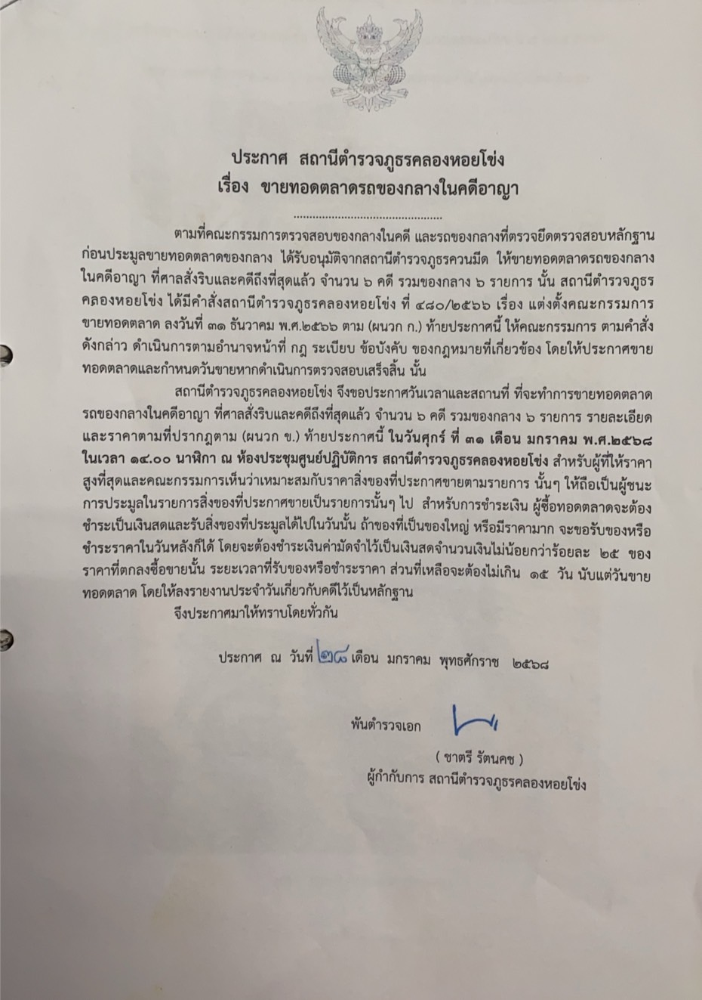 ประกาศ สถานีตำรวจภูธรคลองหอยโข่ง
เรื่อง ขายทอดตลาดรถของกลางในคดีอาญา
................................................
ตามที่คณะกรรมการตรวจสอบของกลางในคดี และรถของกลางที่ตรวจยึดตรวจสอบหลักฐาน
ก่อนประมูลขายทอดตลาดของกลาง ได้รับอนุมัติจากสถานีตำรวจภูธรควนมีด ให้ขายทอดตลาดรถของกลาง
ในคดีอาญา ที่ศาลสั่งริบและคดีถึงที่สุดแล้ว จำนวน ๖ คดี รวมของกลาง ๖ รายการ นั้น สถานีตำรวจภูธร
คลองหอยโข่ง ได้มีคำสั่งสถานีตำรวจภูธรคลองหอยโข่ง ที่ ๔๘๐/๒๕๖๖ เรื่อง แต่งตั้งคณะกรรมการ
ขายทอดตลาด ลงวันที่ ๓๑ ธันวาคม พ.ศ.๒๕๖๖ ตาม (ผนวก ก.) ท้ายประกาศนี้ ให้คณะกรรมการ ตามคำสั่ง
ดังกล่าว ดำเนินการตามอำนาจหน้าที่ กฎ ระเบียบ ข้อบังคับ ของกฎหมายที่เกี่ยวข้อง โดยให้ประกาศขาย
ทอดตลาดและกำหนดวันขายหากดำเนินการตรวจสอบเสร็จสิ้น นั้น
สถานีตำรวจภูธรคลองหอยโข่ง จึงขอประกาศวันเวลาและสถานที่ ที่จะทำการขายทอดตลาด
รถของกลางในคดีอาญา ที่ศาลสั่งริบและคดีถึงที่สุดแล้ว จำนวน ๖ คดี รวมของกลาง ๖ รายการ รายละเอียด
และราคาตามที่ปรากฎตาม (ผนวก ข.) ท้ายประกาศนี้ ในวันศุกร์ ที่ ๓๑ เดือน มกราคม พ.ศ.๒๕๖๘
ในเวลา ๑๔.๐๐ นาฬิกา ณ ห้องประชุมศูนย์ปฏิบัติการ สถานีตำรวจภูธรคลองหอยโข่ง สำหรับผู้ที่ให้ราคา
สูงที่สุดและคณะกรรมการเห็นว่าเหมาะสมกับราคาสิ่งของที่ประกาศขายตามรายการ นั้นๆ ให้ถือเป็นผู้ชนะ
การประมูลในรายการสิ่งของที่ประกาศขายเป็นรายการนั้นๆ ไป สำหรับการชำระเงิน ผู้ซื้อทอดตลาดจะต้อง
ชำระเป็นเงินสดและรับสิ่งของที่ประมูลได้ไปในวันนั้น ถ้าของที่เป็นของใหญ่ หรือมีราคามาก จะขอรับของหรือ
ชำระราคาในวันหลังก็ได้ โดยจะต้องชำระเงินค่ามัดจำไว้เป็นเงินสดจำนวนเงินไม่น้อยกว่าร้อยละ ๒๕ ของ
ราคาที่ตกลงซื้อขายนั้น ระยะเวลาที่รับของหรือชำระราคา ส่วนที่เหลือจะต้องไม่เกิน ๑๕ วัน นับแต่วันขาย
ทอดตลาด โดยให้ลงรายงานประจำวันเกี่ยวกับคดีไว้เป็นหลักฐาน
จึงประกาศมาให้ทราบโดยทั่วกัน
ประกาศ ณ วันที่ ๒๘ เดือน มกราคม พุทธศักราช ๒๕๖๘
พันตำรวจเอก
( ชาตรี รัตนคช )
ผู้กำกับการ สถานีตำรวจภูธรคลองหอยโข่ง